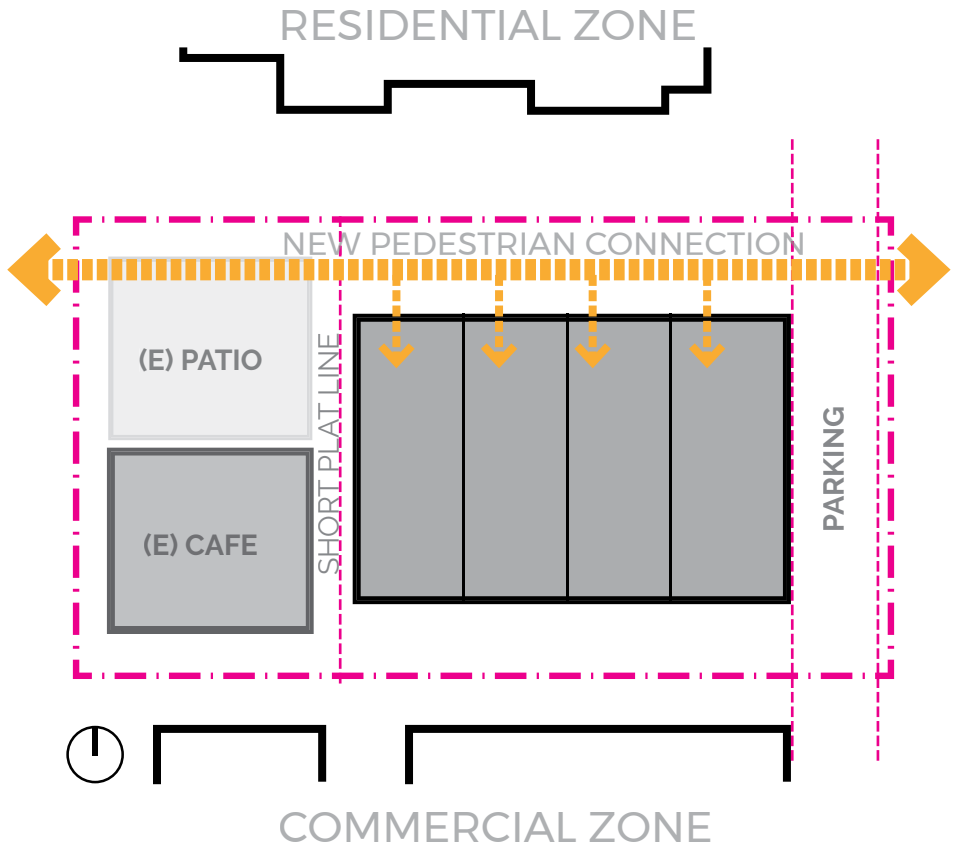 RESIDENTIAL ZONE
NEW PEDESTRIAN CONNECTION
(E) PATIO
SHORT PLAT LINE
PARKING
(E) CAFE
COMMERCIAL ZONE